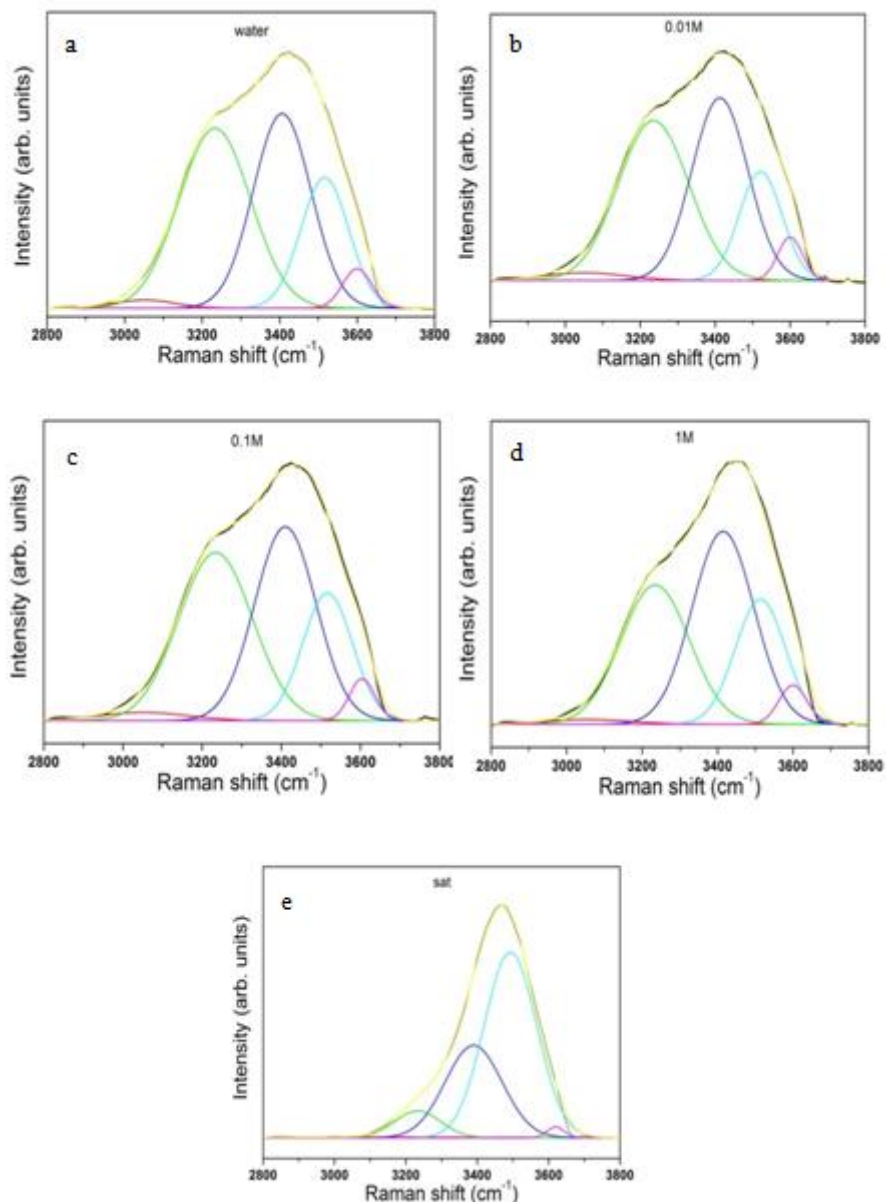 a
water
Intensity (arb. units)
2800 3000 3200 3400 3600 3800
Raman shift (cm⁻¹)
b
0.01M
Intensity (arb. units)
2800 3000 3200 3400 3600 3800
Raman shift (cm⁻¹)
c
0.1M
Intensity (arb. units)
2800 3000 3200 3400 3600 3800
Raman shift (cm⁻¹)
d
1M
Intensity (arb. units)
2800 3000 3200 3400 3600 3800
Raman shift (cm⁻¹)
e
sat
Intensity (arb. units)
2800 3000 3200 3400 3600 3800
Raman shift (cm⁻¹)